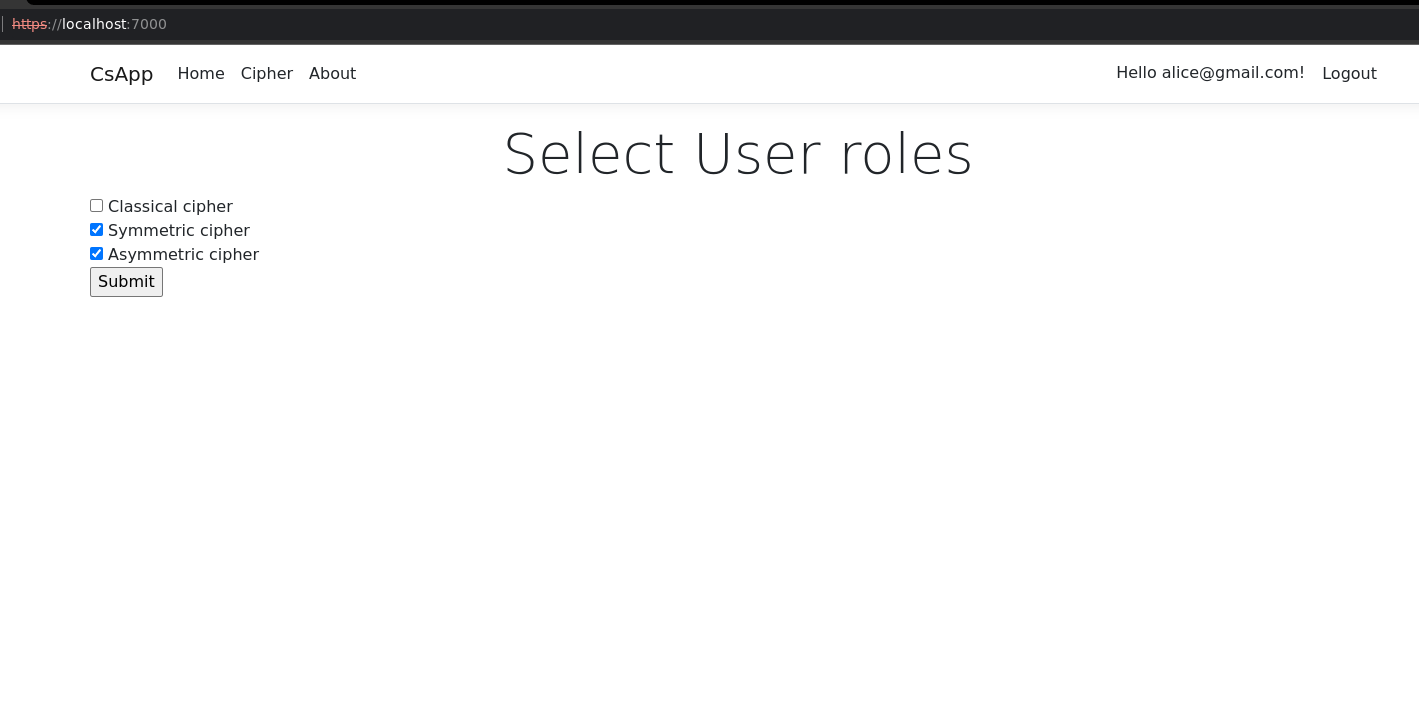 https://localhost:7000
CsApp Home Cipher About Hello alice@gmail.com! Logout
Select User roles
Classical cipher
Symmetric cipher
Asymmetric cipher
Submit